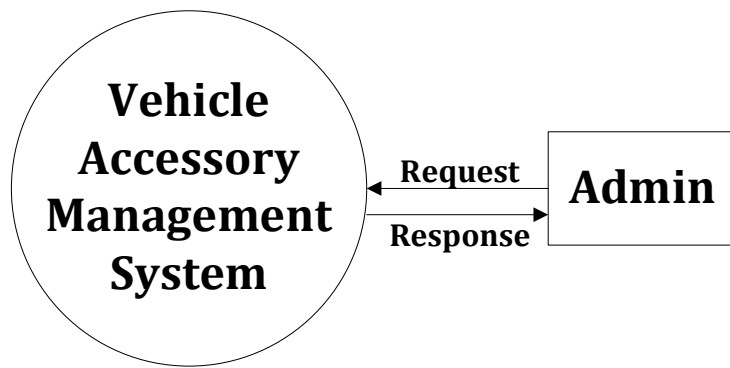 Vehicle
Accessory
Management
System
Request
Response
Admin